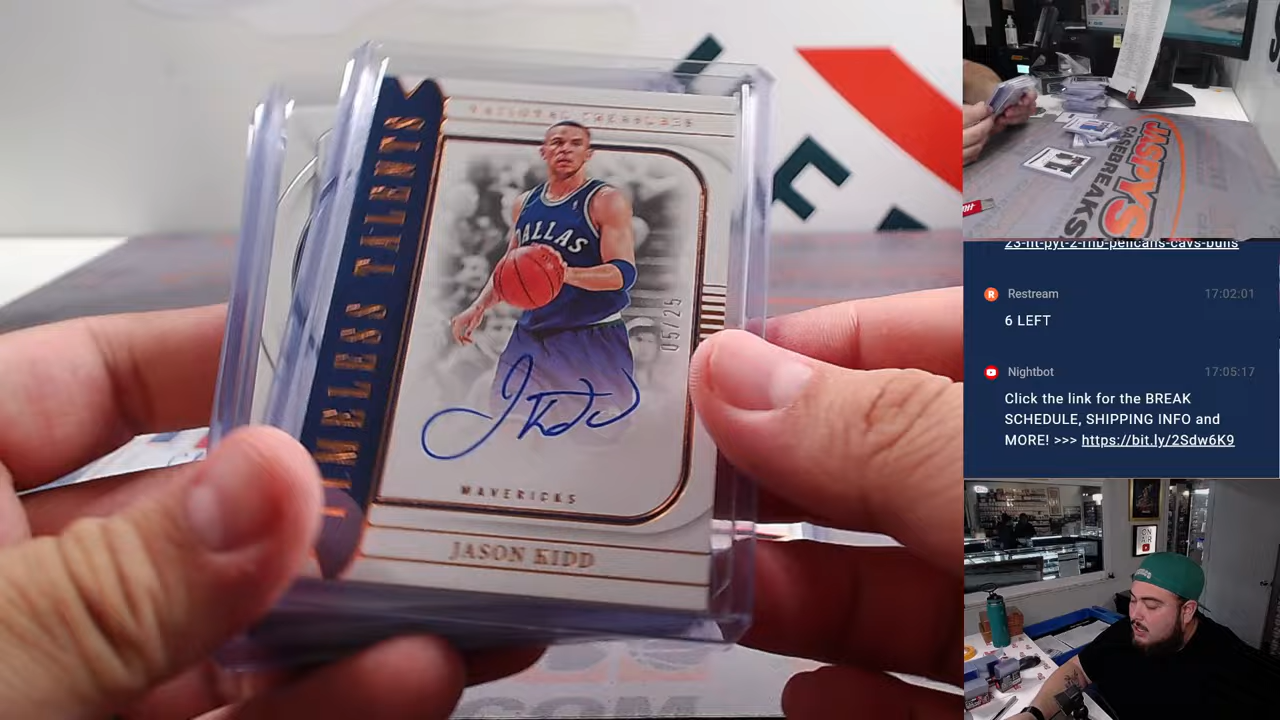 NATIONAL TREASURES
TIMELESS TALENTS
DALLAS
05/25
MAVERICKS
JASON KIDD
COM
JASPYS
CASEBREAKS
23-nt-pyt-2-rnb-pelicans-cavs-bulls
Restream 17:02:01
6 LEFT
Nightbot 17:05:17
Click the link for the BREAK
SCHEDULE, SHIPPING INFO and
MORE! >>> https://bit.ly/2Sdw6K9